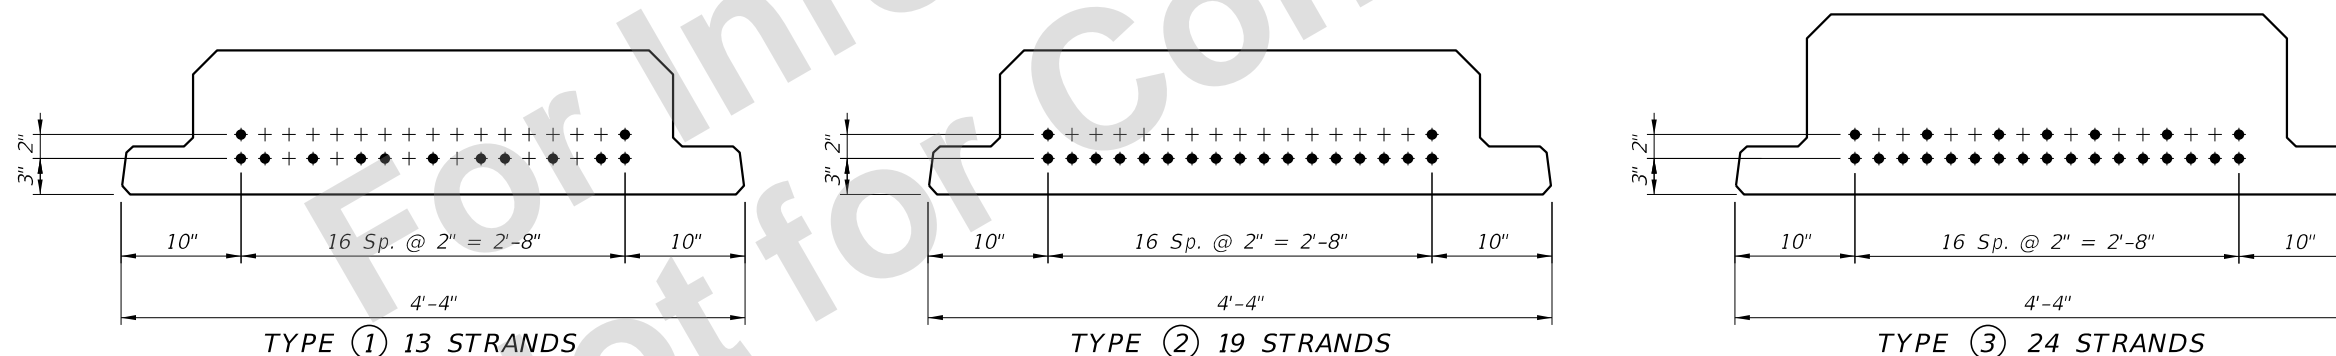 2"
3"
10"
16 Sp. @ 2" = 2'-8"
10"
4'-4"
TYPE 1 13 STRANDS
2"
3"
10"
16 Sp. @ 2" = 2'-8"
10"
4'-4"
TYPE 2 19 STRANDS
2"
3"
10"
16 Sp. @ 2" = 2'-8"
10"
4'-4"
TYPE 3 24 STRANDS
For
for